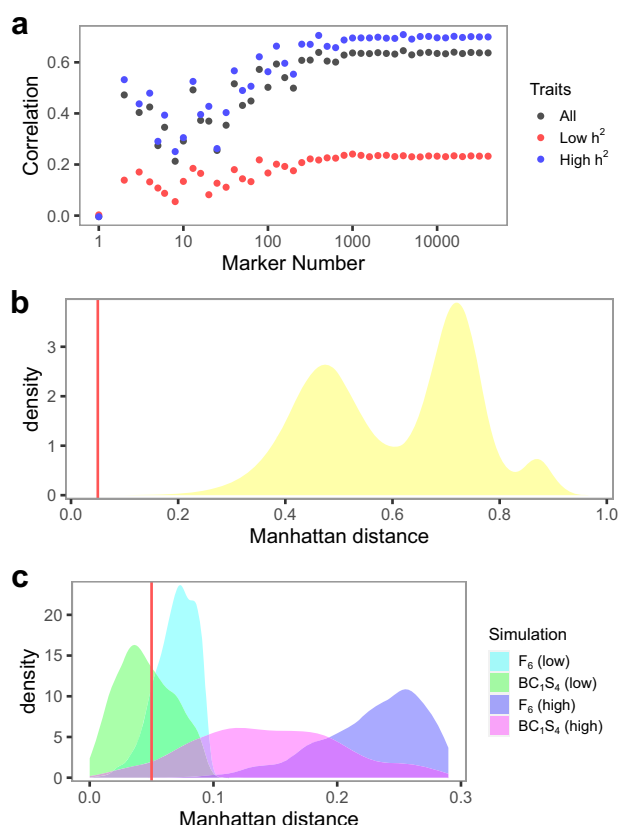 a
Correlation
0.6
0.4
0.2
0.0
1 10 100 1000 10000
Marker Number
Traits
All
Low h²
High h²
b
density
3
2
1
0
0.0 0.2 0.4 0.6 0.8 1.0
Manhattan distance
c
density
20
15
10
5
0
0.0 0.1 0.2 0.3
Manhattan distance
Simulation
F₆ (low)
BC₁S₄ (low)
F₆ (high)
BC₁S₄ (high)